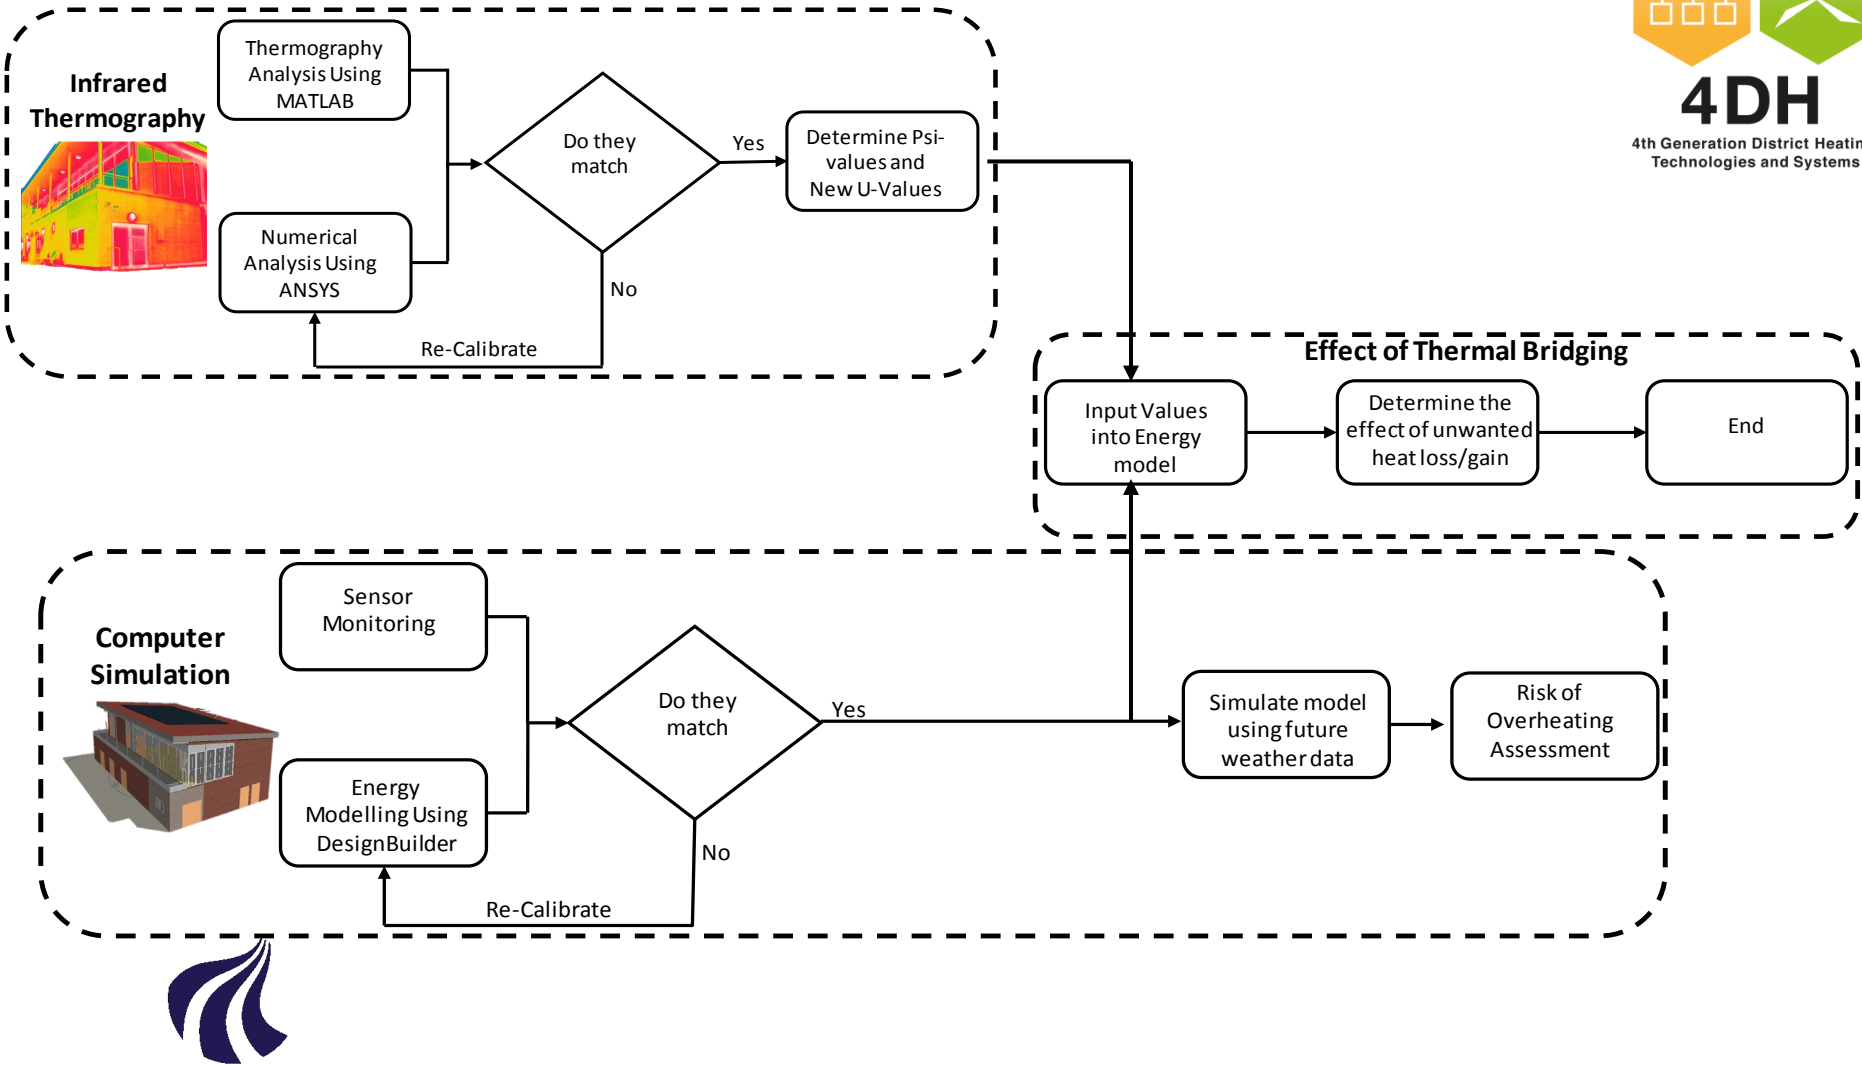 Infrared
Thermography
Thermography
Analysis Using
MATLAB
Numerical
Analysis Using
ANSYS
Do they
match
Yes
No
Re-Calibrate
Determine Psi-
values and
New U-Values
4DH
4th Generation District Heatin
Technologies and Systems
Effect of Thermal Bridging
Input Values
into Energy
model
Determine the
effect of unwanted
heat loss/gain
End
Computer
Simulation
Sensor
Monitoring
Energy
Modelling Using
DesignBuilder
Do they
match
Yes
No
Re-Calibrate
Simulate model
using future
weather data
Risk of
Overheating
Assessment